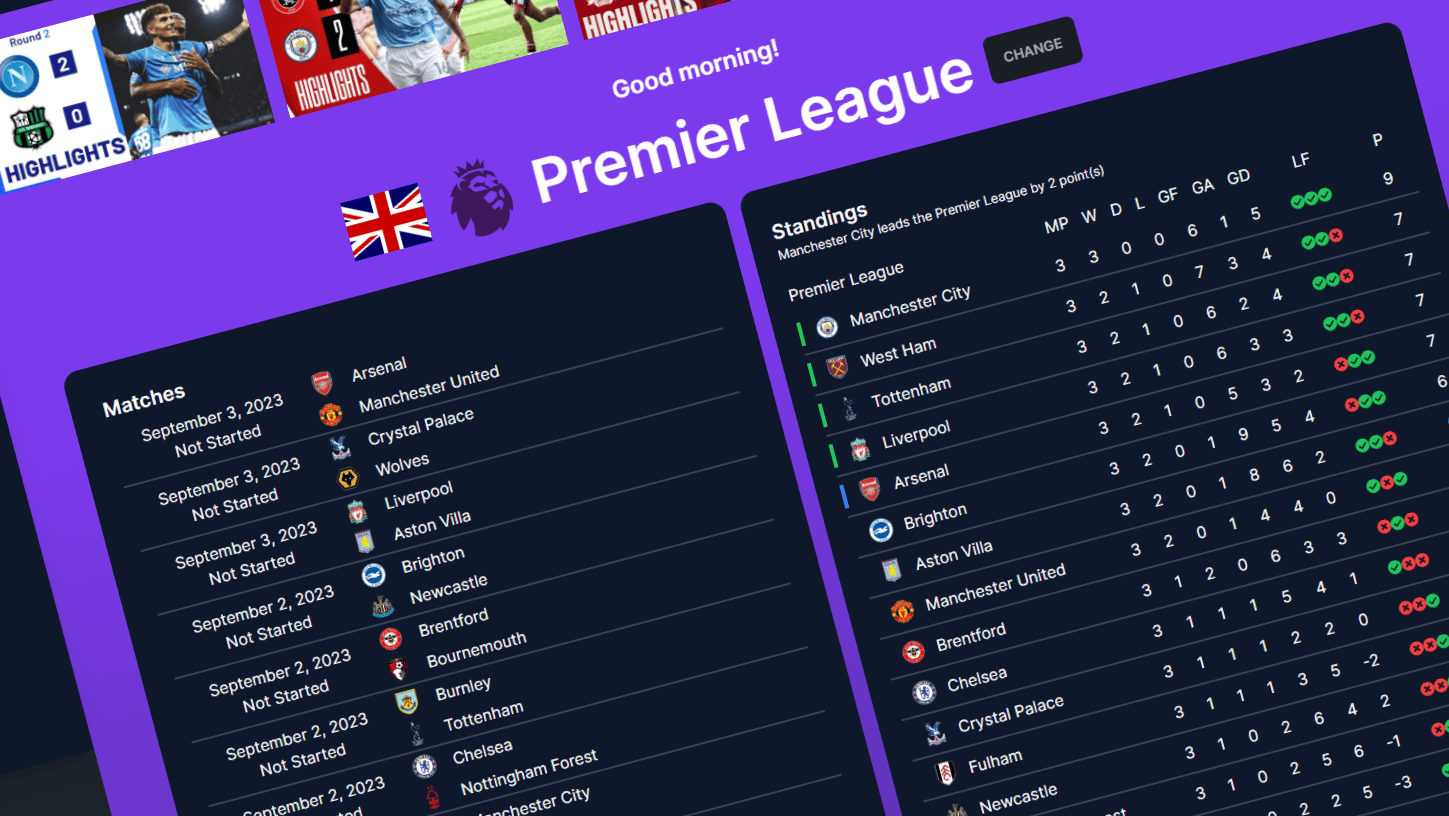 Round 2
2
0
HIGHLIGHTS
2
HIGHLIGHTS
HIGHLIGHTS
Good morning!
Premier League
CHANGE
Matches
September 3, 2023
Not Started
Arsenal
Manchester United
September 3, 2023
Not Started
Crystal Palace
Wolves
September 3, 2023
Not Started
Liverpool
Aston Villa
September 2, 2023
Not Started
Brighton
Newcastle
September 2, 2023
Not Started
Brentford
Bournemouth
September 2, 2023
Not Started
Burnley
Tottenham
September 2, 2023
Chelsea
Nottingham Forest
Manchester City
Standings
Manchester City leads the Premier League by 2 point(s)
Premier League MP W D L GF GA GD LF P
Manchester City 3 3 0 0 6 1 5 9
West Ham 3 2 1 0 7 3 4 7
Tottenham 3 2 1 0 6 2 4 7
Liverpool 3 2 1 0 6 3 3 7
Arsenal 3 2 1 0 5 3 2 7
Brighton 3 2 0 1 9 5 4 6
Aston Villa 3 2 0 1 8 6 2
Manchester United 3 2 0 1 4 4 0
Brentford 3 1 2 0 6 3 3
Chelsea 3 1 1 1 5 4 1
Crystal Palace 3 1 1 1 2 2 0
Fulham 3 1 1 1 3 5 -2
Newcastle 3 1 0 2 6 4 2
3 1 0 2 5 6 -1
0 2 2 5 -3